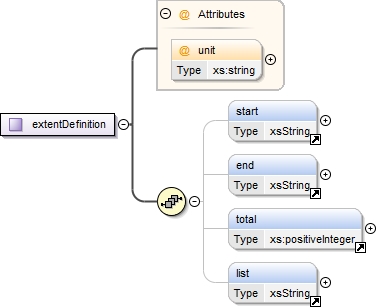 @ Attributes
@ unit
Type xs:string
extentDefinition
start
Type xsString
end
Type xsString
total
Type xs:positiveInteger
list
Type xsString